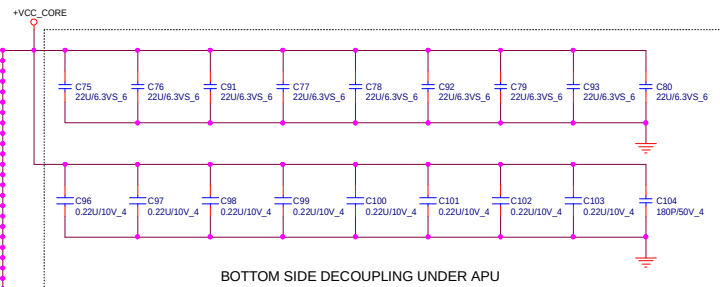 +VCC_CORE
C75 C76 C91 C77 C78 C92 C79 C93 C80
22U/6.3VS_6 22U/6.3VS_6 22U/6.3VS_6 22U/6.3VS_6 22U/6.3VS_6 22U/6.3VS_6 22U/6.3VS_6 22U/6.3VS_6 22U/6.3VS_6
C96 C97 C98 C99 C100 C101 C102 C103 C104
0.22U/10V_4 0.22U/10V_4 0.22U/10V_4 0.22U/10V_4 0.22U/10V_4 0.22U/10V_4 0.22U/10V_4 0.22U/10V_4 180P/50V_4
BOTTOM SIDE DECOUPLING UNDER APU